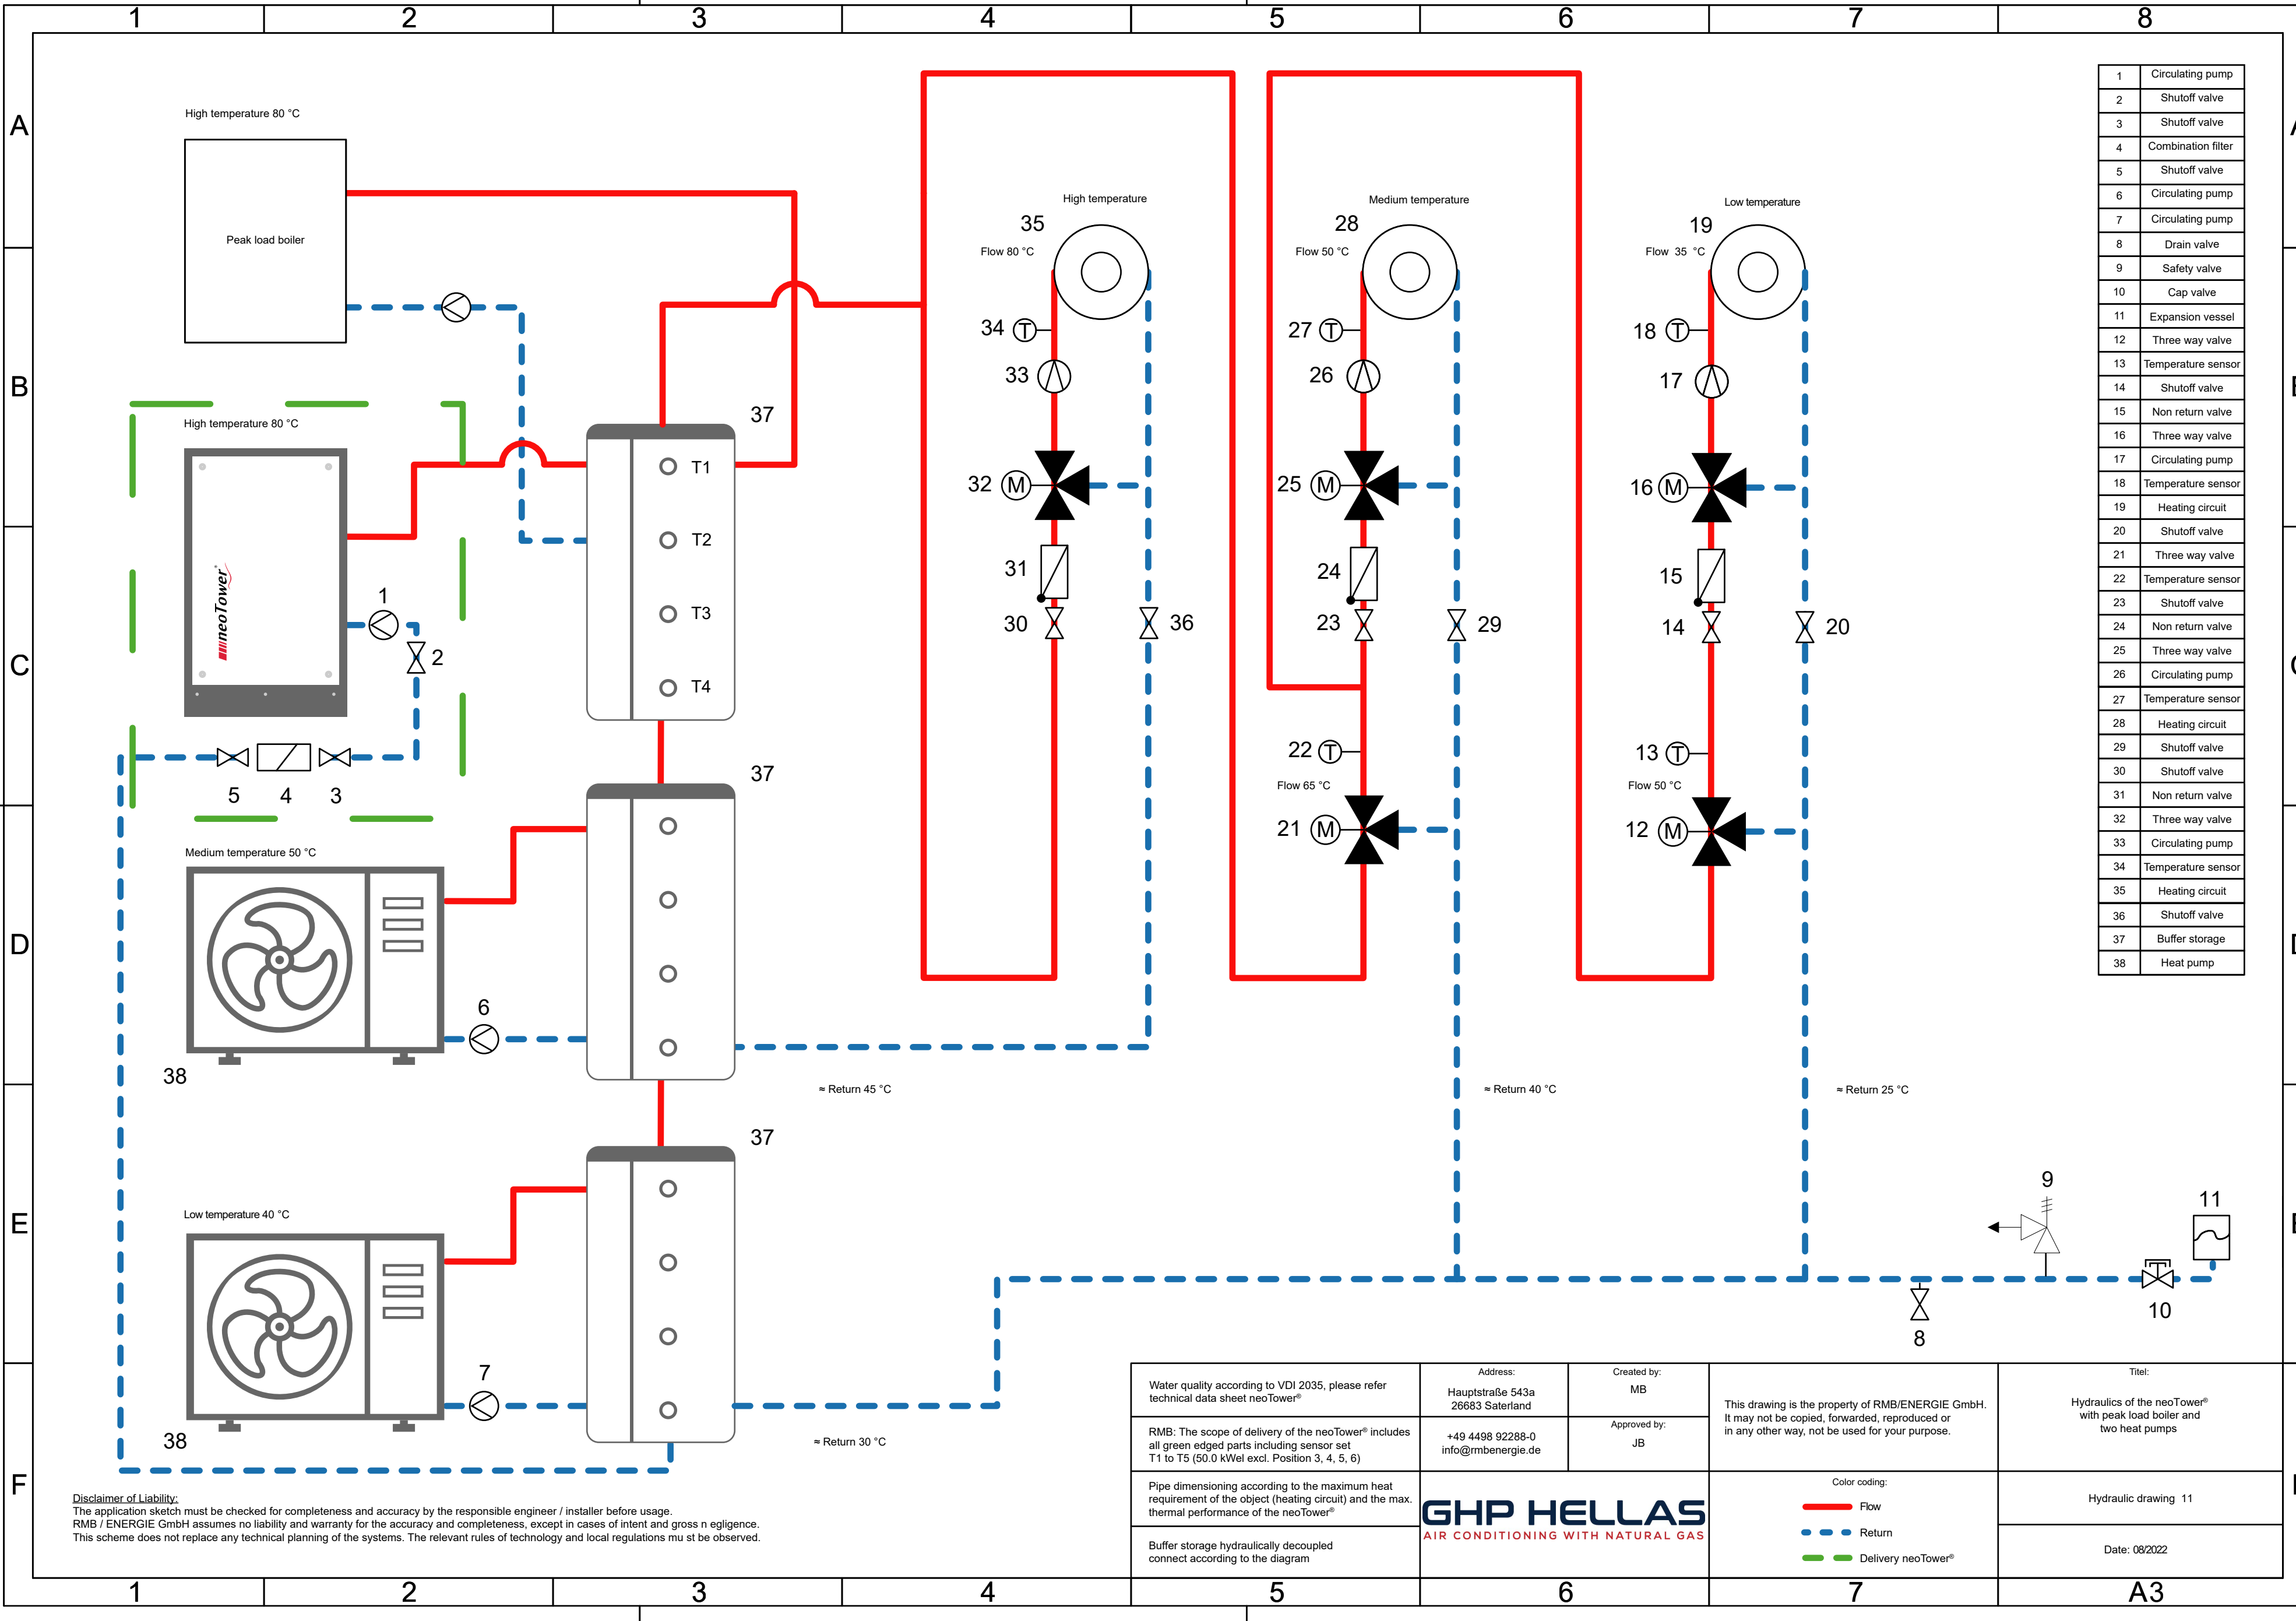 1 2 3 4 5 6 7 8
A
B
C
D
E
F
High temperature 80 °C
Peak load boiler
High temperature 80 °C
neoTower®
1
2
5 4 3
Medium temperature 50 °C
6
38
Low temperature 40 °C
7
38
37
T1
T2
T3
T4
37
37
≈ Return 45 °C
≈ Return 30 °C
High temperature
35
Flow 80 °C
34 T
33
32 M
31
30
36
Medium temperature
28
Flow 50 °C
27 T
26
25 M
24
23
29
22 T
Flow 65 °C
21 M
≈ Return 40 °C
Low temperature
19
Flow 35 °C
18 T
17
16 M
15
14
20
13 T
Flow 50 °C
12 M
≈ Return 25 °C
9
11
10
8
1 Circulating pump
2 Shutoff valve
3 Shutoff valve
4 Combination filter
5 Shutoff valve
6 Circulating pump
7 Circulating pump
8 Drain valve
9 Safety valve
10 Cap valve
11 Expansion vessel
12 Three way valve
13 Temperature sensor
14 Shutoff valve
15 Non return valve
16 Three way valve
17 Circulating pump
18 Temperature sensor
19 Heating circuit
20 Shutoff valve
21 Three way valve
22 Temperature sensor
23 Shutoff valve
24 Non return valve
25 Three way valve
26 Circulating pump
27 Temperature sensor
28 Heating circuit
29 Shutoff valve
30 Shutoff valve
31 Non return valve
32 Three way valve
33 Circulating pump
34 Temperature sensor
35 Heating circuit
36 Shutoff valve
37 Buffer storage
38 Heat pump
Disclaimer of Liability:
The application sketch must be checked for completeness and accuracy by the responsible engineer / installer before usage.
RMB / ENERGIE GmbH assumes no liability and warranty for the accuracy and completeness, except in cases of intent and gross n egligence.
This scheme does not replace any technical planning of the systems. The relevant rules of technology and local regulations mu st be observed.
Water quality according to VDI 2035, please refer
technical data sheet neoTower®
RMB: The scope of delivery of the neoTower® includes
all green edged parts including sensor set
T1 to T5 (50.0 kWel excl. Position 3, 4, 5, 6)
Pipe dimensioning according to the maximum heat
requirement of the object (heating circuit) and the max.
thermal performance of the neoTower®
Buffer storage hydraulically decoupled
connect according to the diagram
Address:
Hauptstraße 543a
26683 Saterland
+49 4498 92288-0
info@rmbenergie.de
Created by:
MB
Approved by:
JB
GHP HELLAS
AIR CONDITIONING WITH NATURAL GAS
This drawing is the property of RMB/ENERGIE GmbH.
It may not be copied, forwarded, reproduced or
in any other way, not be used for your purpose.
Color coding:
Flow
Return
Delivery neoTower®
Titel:
Hydraulics of the neoTower®
with peak load boiler and
two heat pumps
Hydraulic drawing 11
Date: 08/2022
1 2 3 4 5 6 7 A3